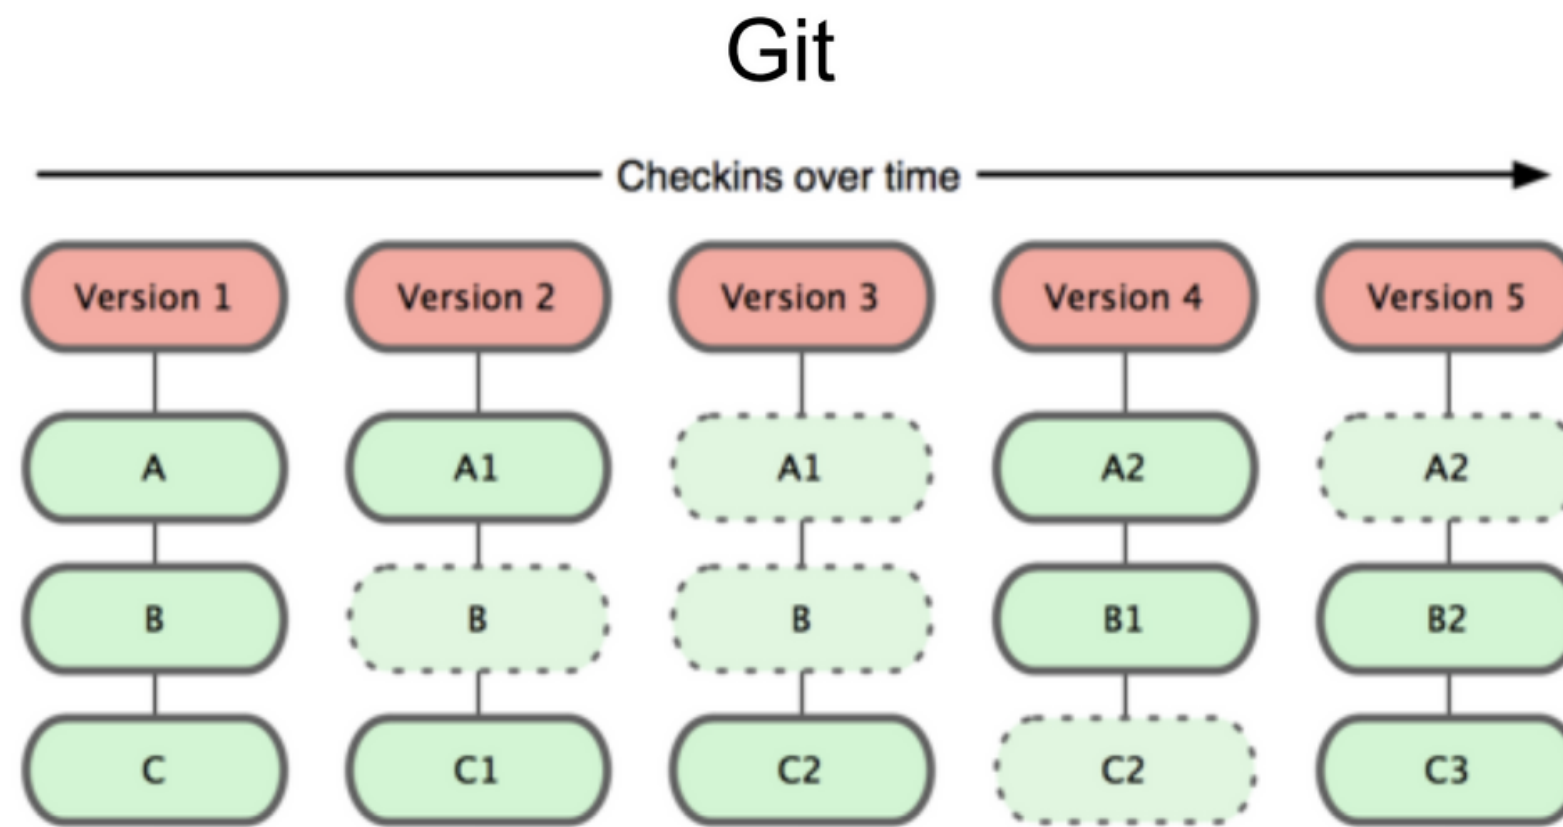 Git
Checkins over time
Version 1 Version 2 Version 3 Version 4 Version 5
A A1 A1 A2 A2
B B B B1 B2
C C1 C2 C2 C3